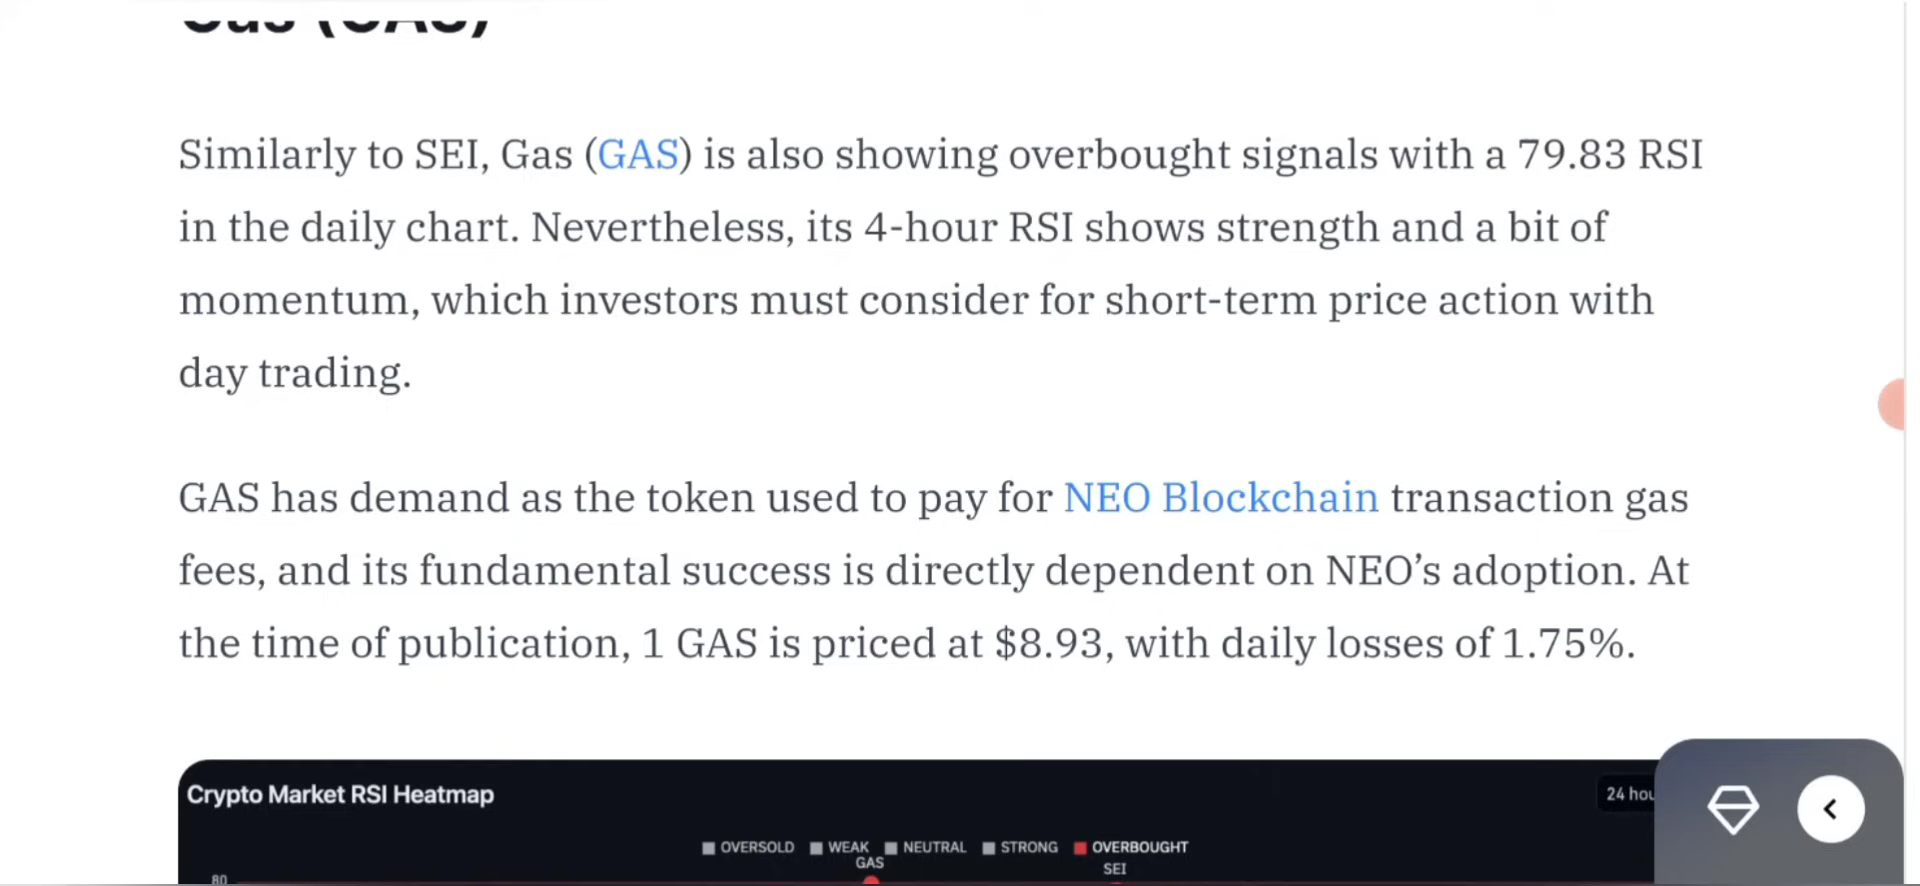 Gas (GAS)
Similarly to SEI, Gas (GAS) is also showing overbought signals with a 79.83 RSI
in the daily chart. Nevertheless, its 4-hour RSI shows strength and a bit of
momentum, which investors must consider for short-term price action with
day trading.
GAS has demand as the token used to pay for NEO Blockchain transaction gas
fees, and its fundamental success is directly dependent on NEO’s adoption. At
the time of publication, 1 GAS is priced at $8.93, with daily losses of 1.75%.
Crypto Market RSI Heatmap
24 hou
OVERSOLD WEAK NEUTRAL STRONG OVERBOUGHT
GAS SEI
80